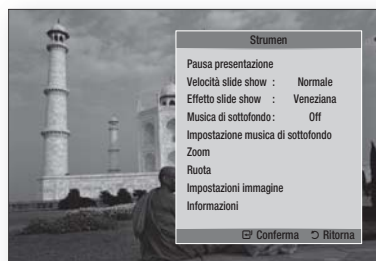 Strumen
Pausa presentazione
Velocità slide show : Normale
Effetto slide show : Veneziana
Musica di sottofondo : Off
Impostazione musica di sottofondo
Zoom
Ruota
Impostazioni immagine
Informazioni
Conferma Ritorna